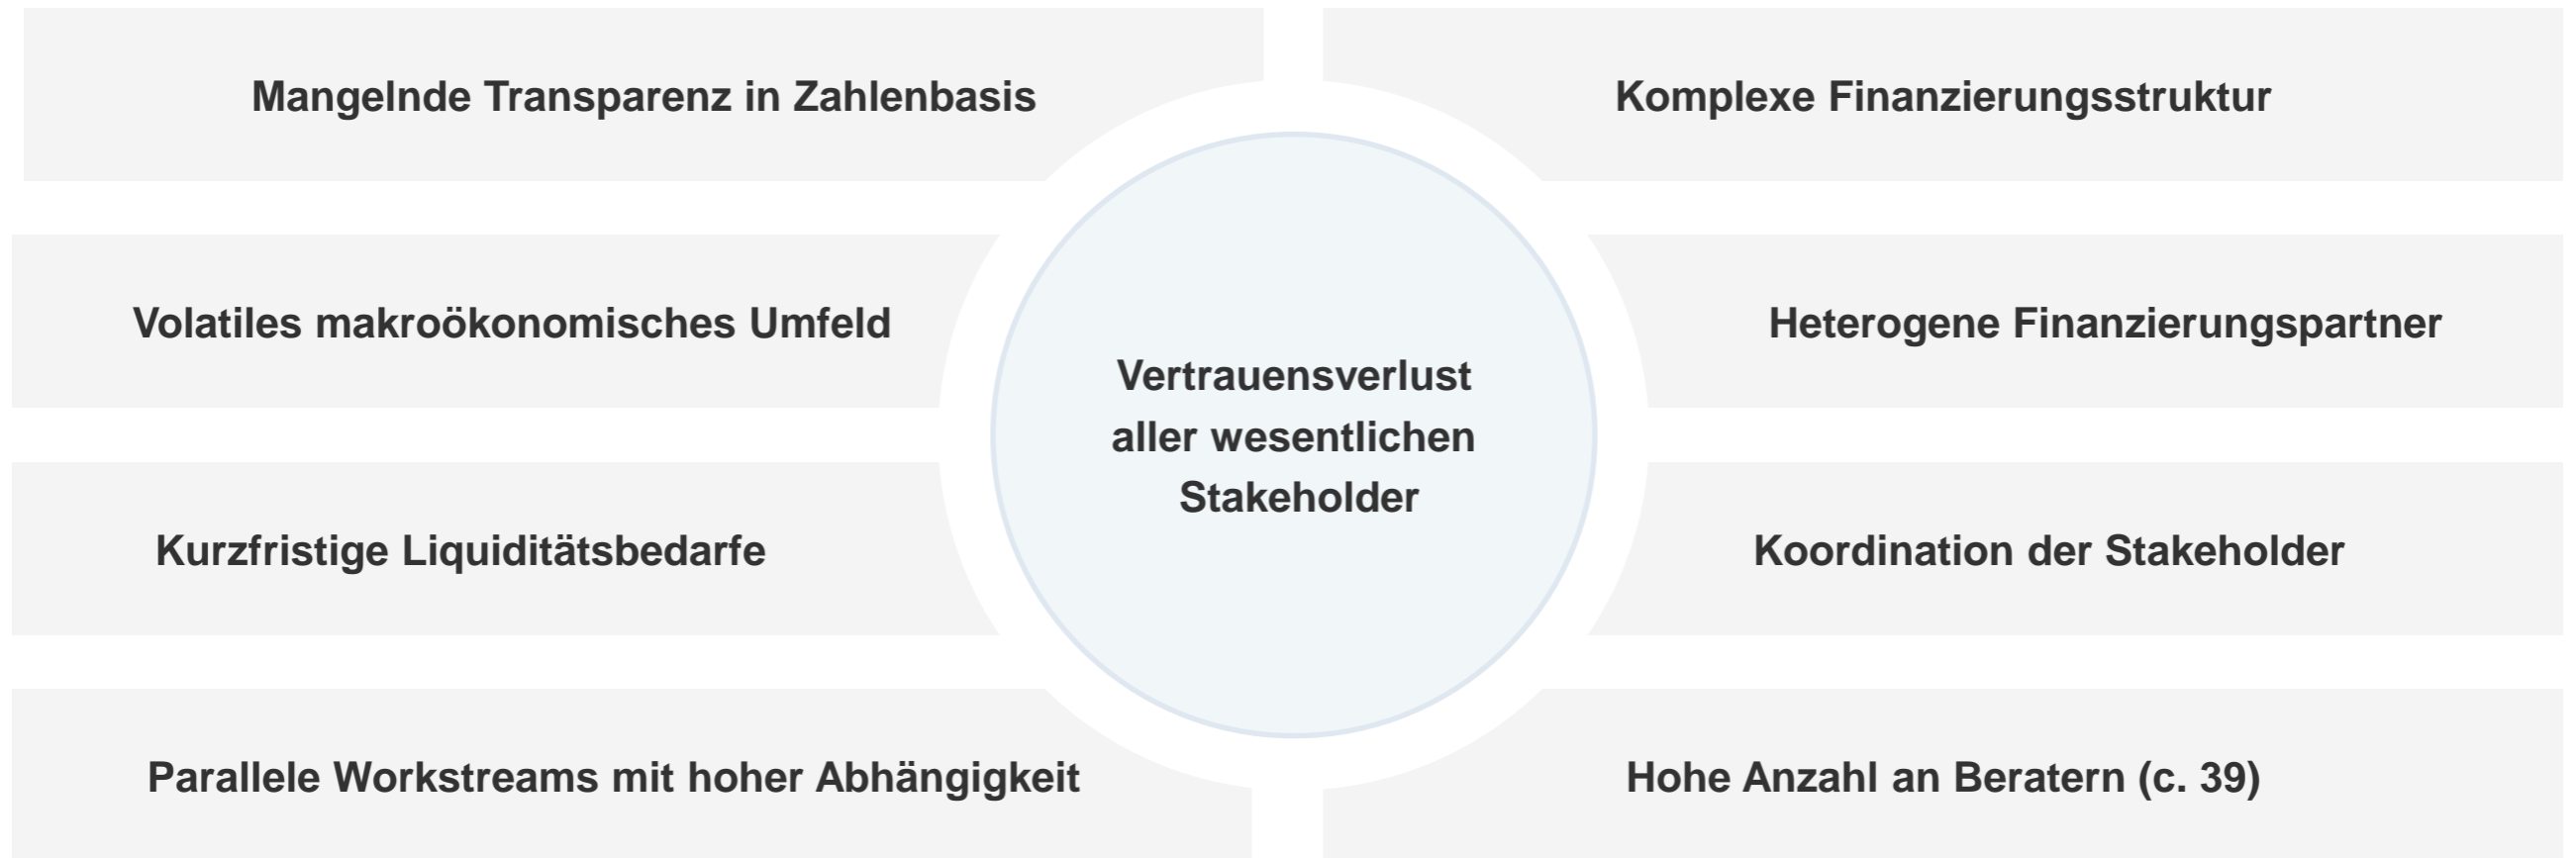 Mangelnde Transparenz in Zahlenbasis
Komplexe Finanzierungsstruktur
Volatiles makroökonomisches Umfeld
Heterogene Finanzierungspartner
Vertrauensverlust
aller wesentlichen
Stakeholder
Kurzfristige Liquiditätsbedarfe
Koordination der Stakeholder
Parallele Workstreams mit hoher Abhängigkeit
Hohe Anzahl an Beratern (c. 39)